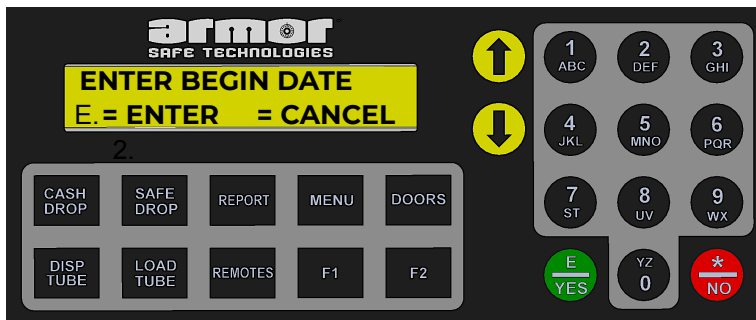 armor
SAFE TECHNOLOGIES
ENTER BEGIN DATE
E. = ENTER = CANCEL
2.
CASH DROP
SAFE DROP
REPORT
MENU
DOORS
DISP TUBE
LOAD TUBE
REMOTES
F1
F2
1
ABC
2
DEF
3
GHI
4
JKL
5
MNO
6
PQR
7
ST
8
UV
9
WX
E
YES
YZ
0
*
NO